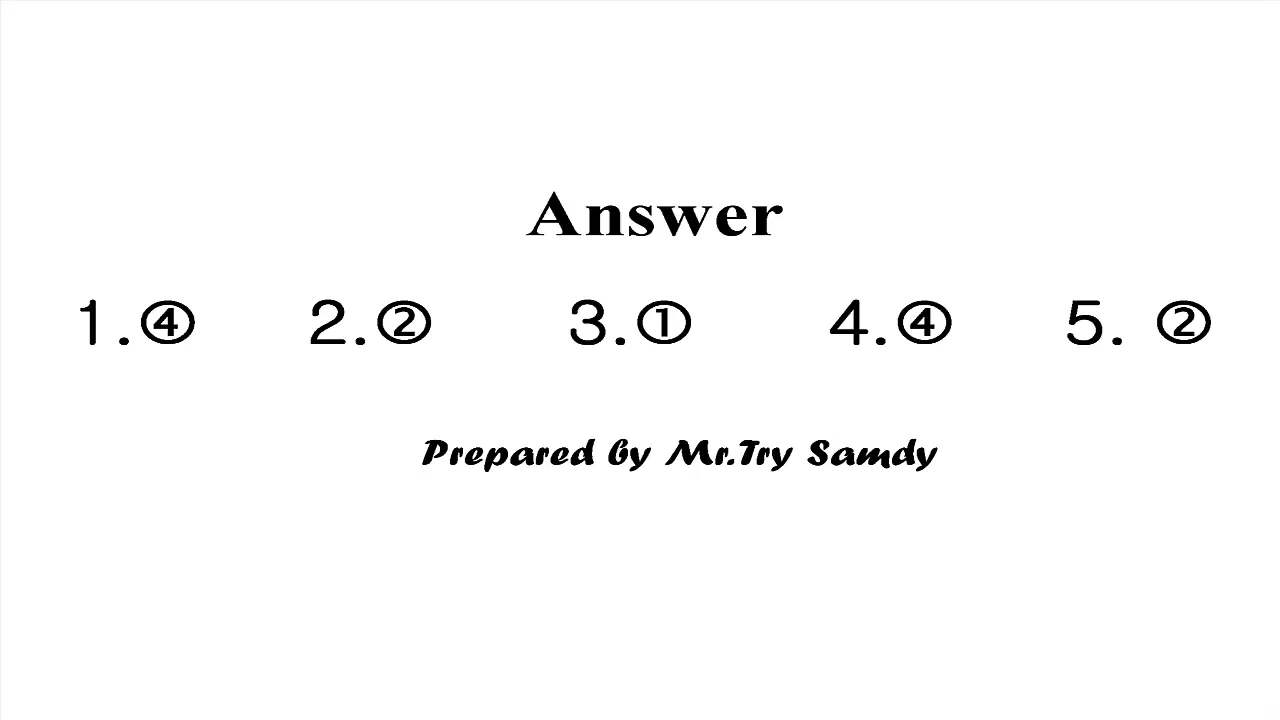 Answer
1.④ 2.② 3.① 4.④ 5. ②
Prepared by Mr.Try Samdy